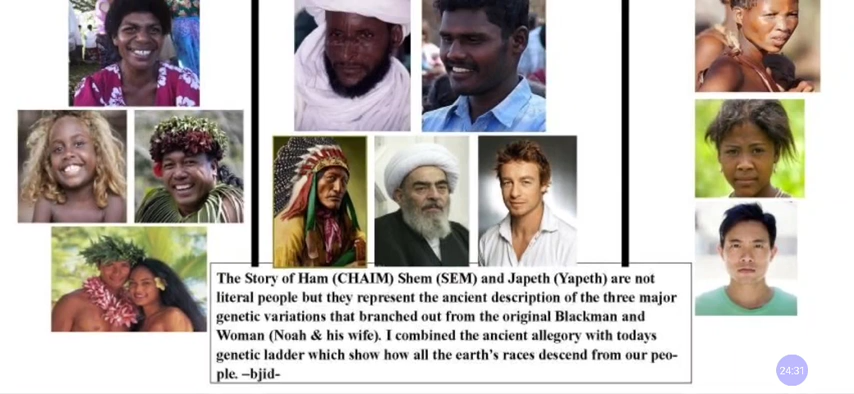 The Story of Ham (CHAIM) Shem (SEM) and Japeth (Yapeth) are not
literal people but they represent the ancient description of the three major
genetic variations that branched out from the original Blackman and
Woman (Noah & his wife). I combined the ancient allegory with todays
genetic ladder which show how all the earth's races descend from our peo-
ple. –bjid-
24:31